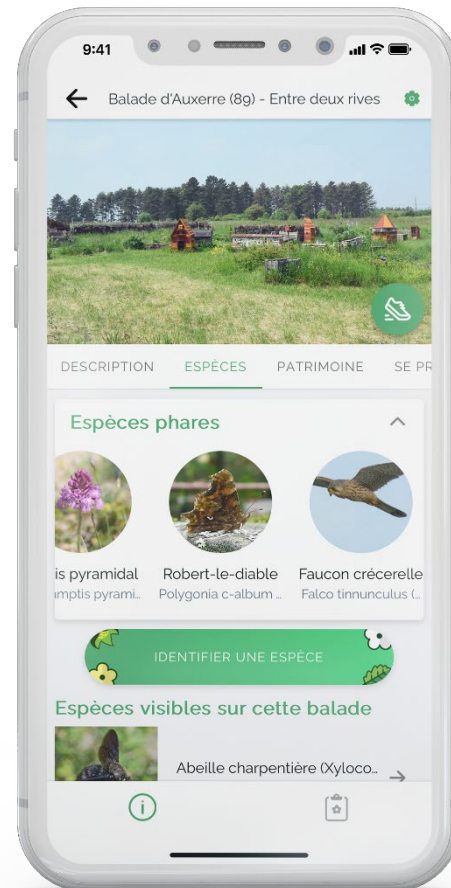 9:41
Balade d'Auxerre (89) - Entre deux rives
DESCRIPTION ESPÈCES PATRIMOINE SE PR
Espèces phares
is pyramidal Robert-le-diable Faucon crécerelle
mptis pyrami... Polygonia c-album ... Falco tinnunculus (...
IDENTIFIER UNE ESPÈCE
Espèces visibles sur cette balade
Abeille charpentière (Xyloco...